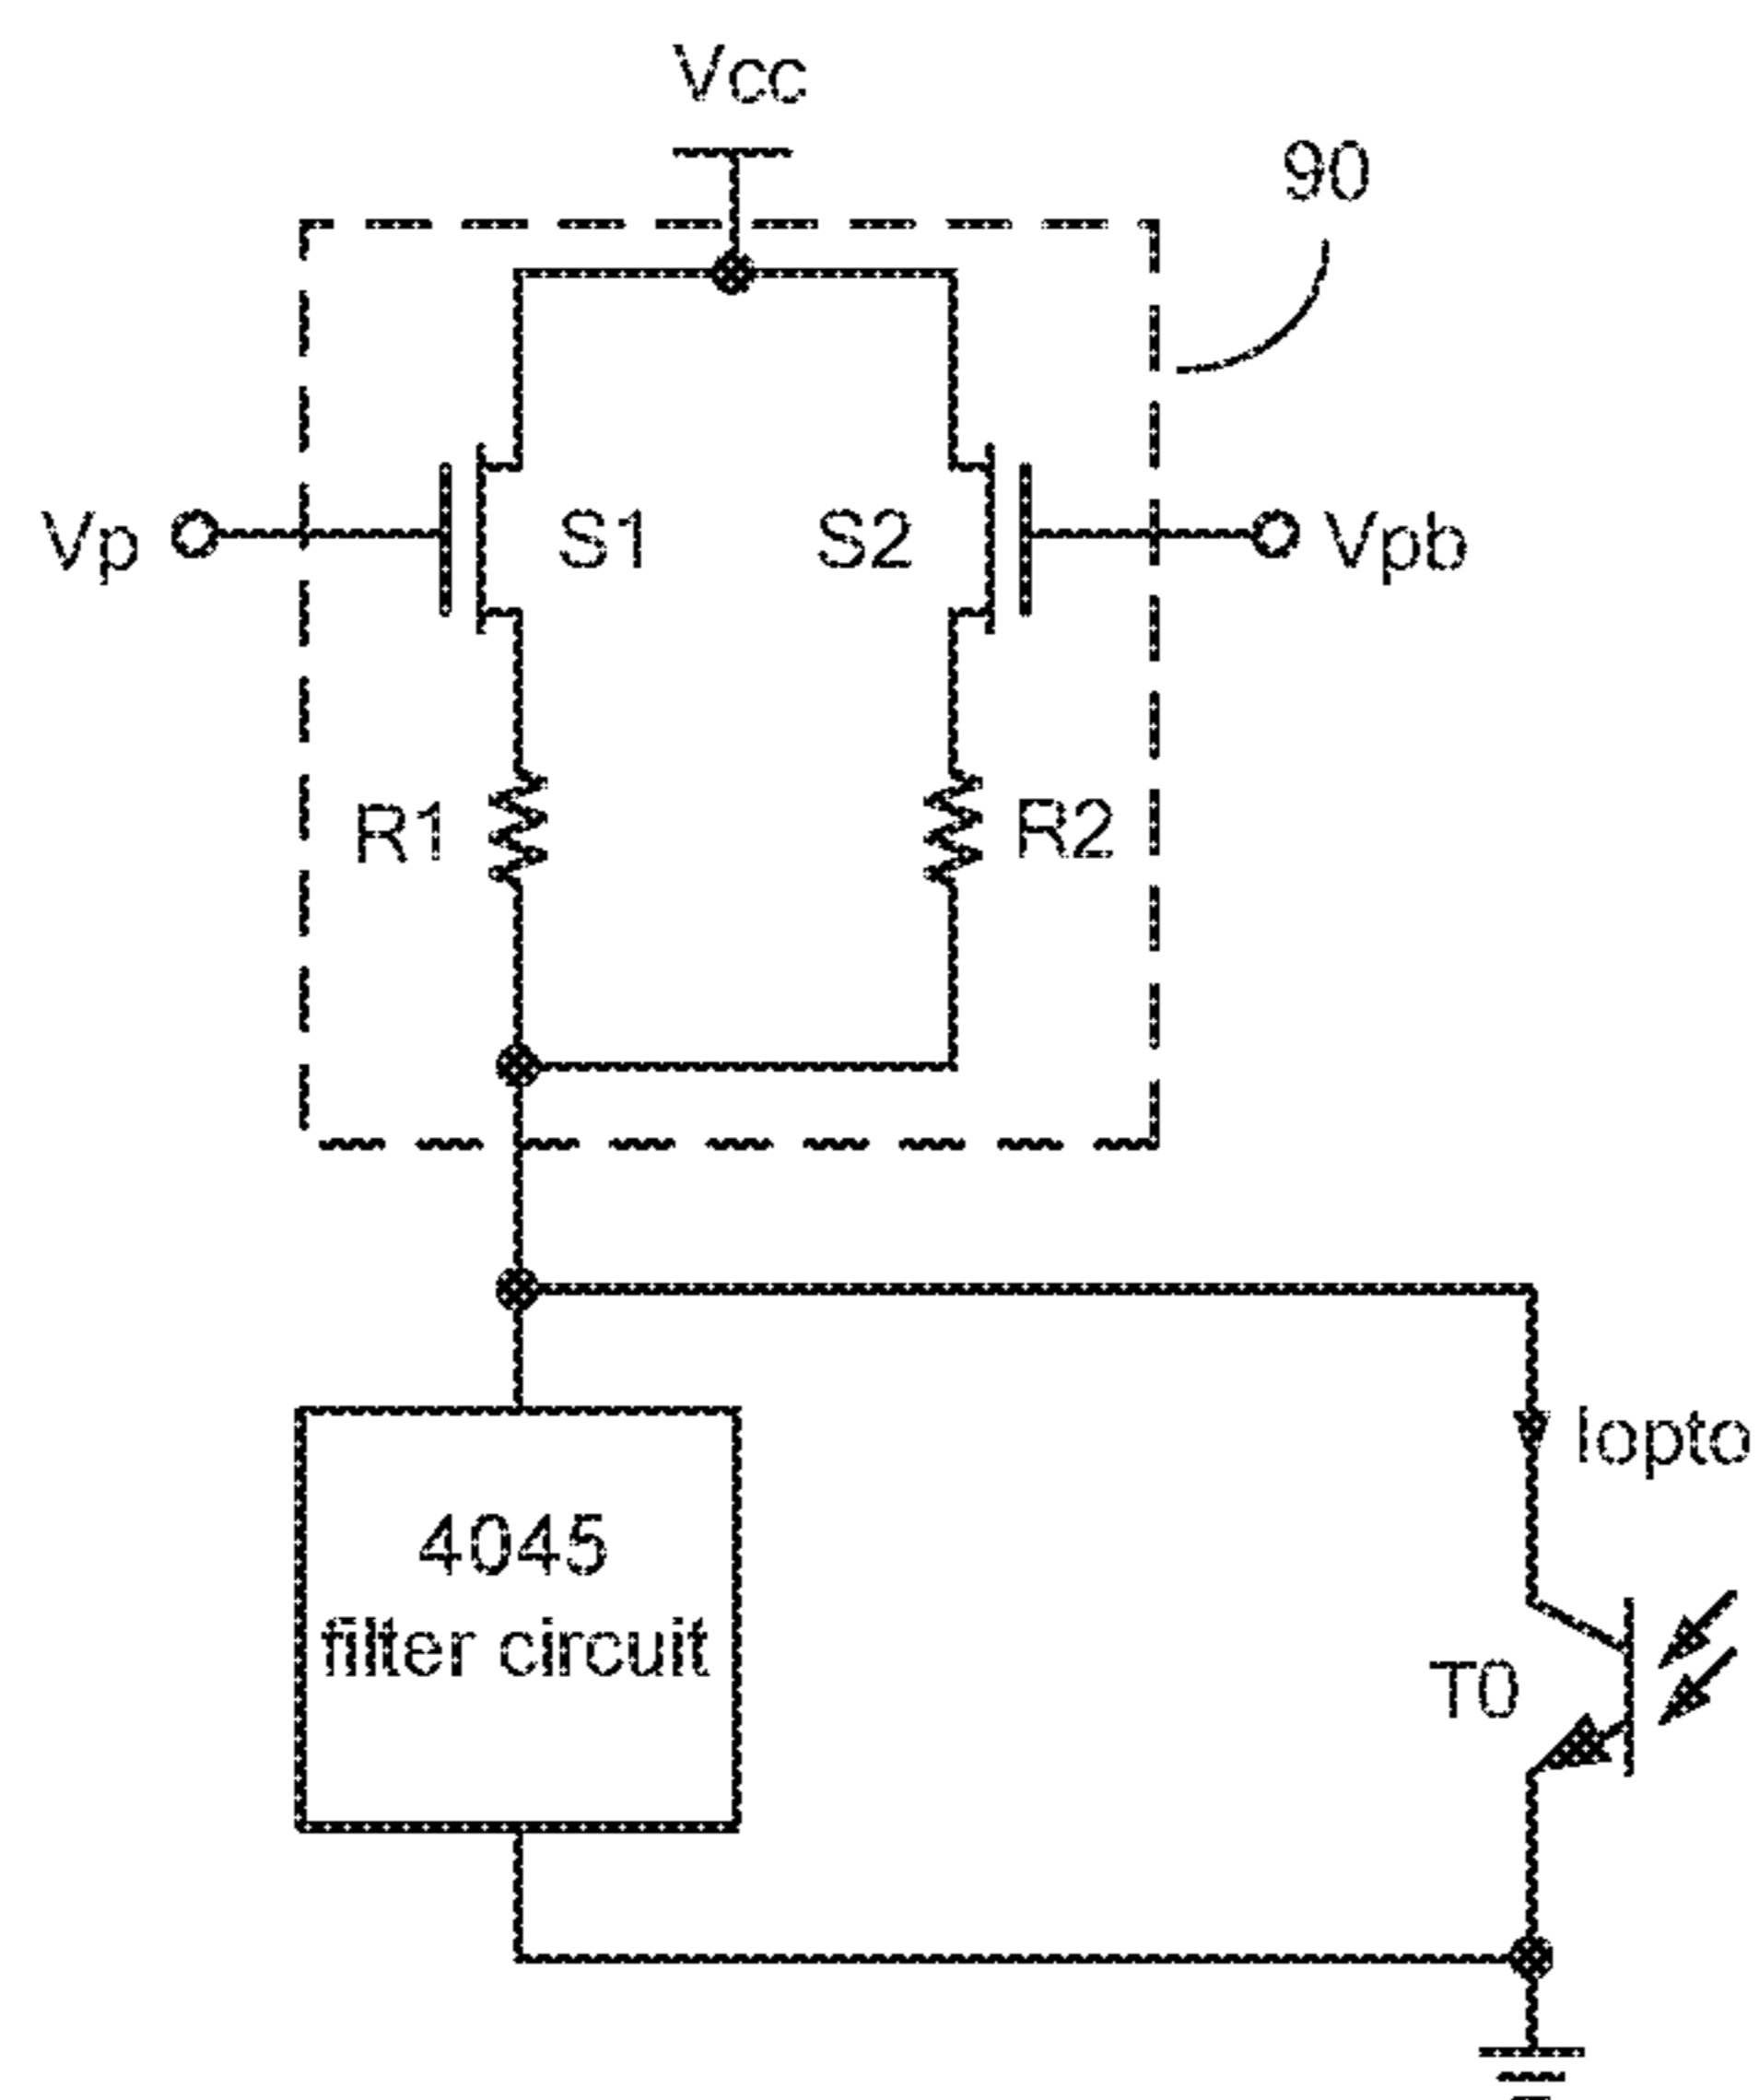 Vcc
90
Vp
S1
S2
Vpb
R1
R2
Iopto
4045
filter circuit
T0